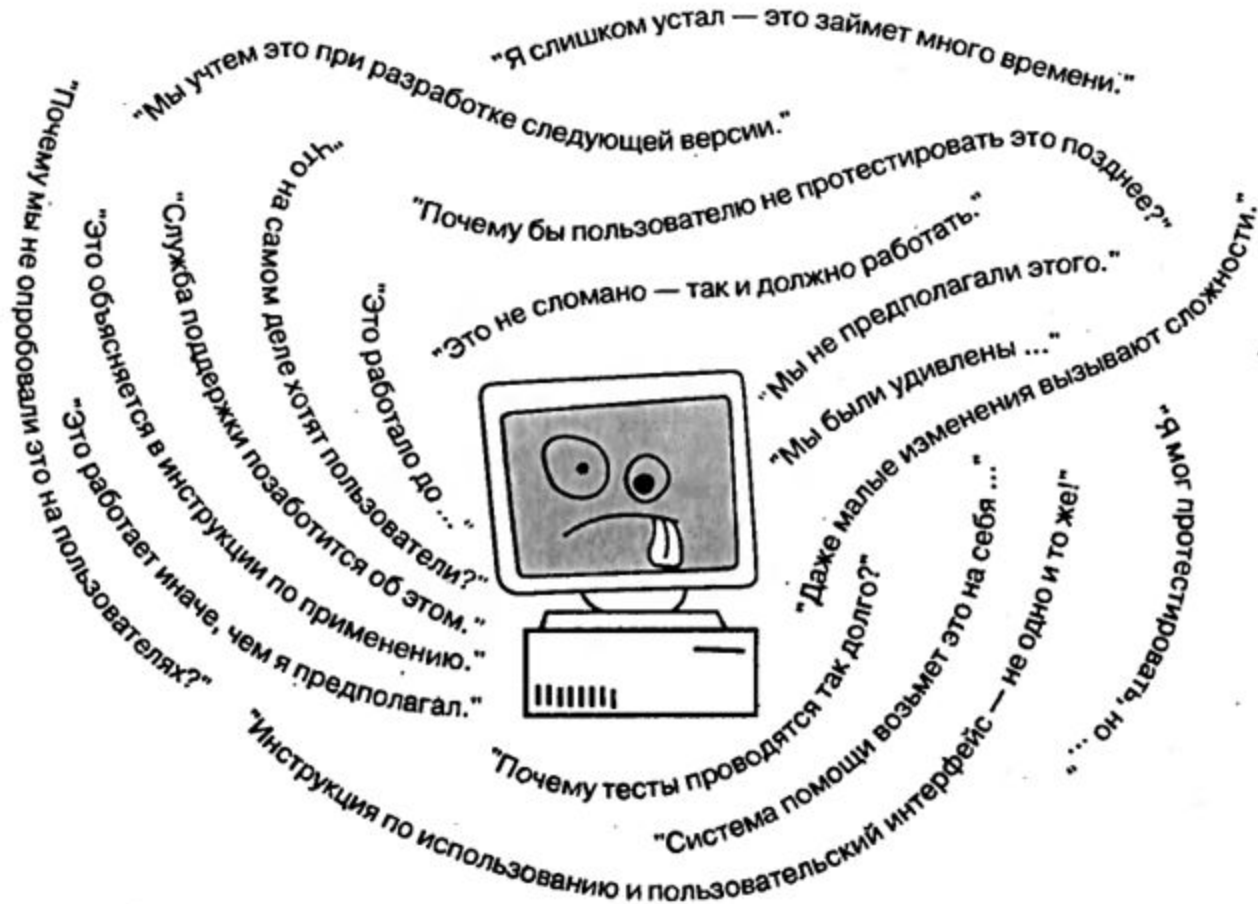 "Я слишком устал — это займет много времени."
"Мы учтем это при разработке следующей версии."
"Почему мы не опробовали это на пользователях?"
"Что на самом деле хотят пользователи?"
"Почему бы пользователю не протестировать это позднее?"
"Служба поддержки позаботится об этом."
"Это объясняется в инструкции по применению."
"Это не сломано — так и должно работать."
"Это работало до ..."
"Мы не предполагали этого."
"Мы были удивлены ..."
"Даже малые изменения вызывают сложности."
"Это работает иначе, чем я предполагал."
"Я мог протестировать, но ..."
"Почему тесты проводятся так долго?"
"Система помощи возьмет это на себя ..."
"Инструкция по использованию и пользовательский интерфейс — не одно и то же!"